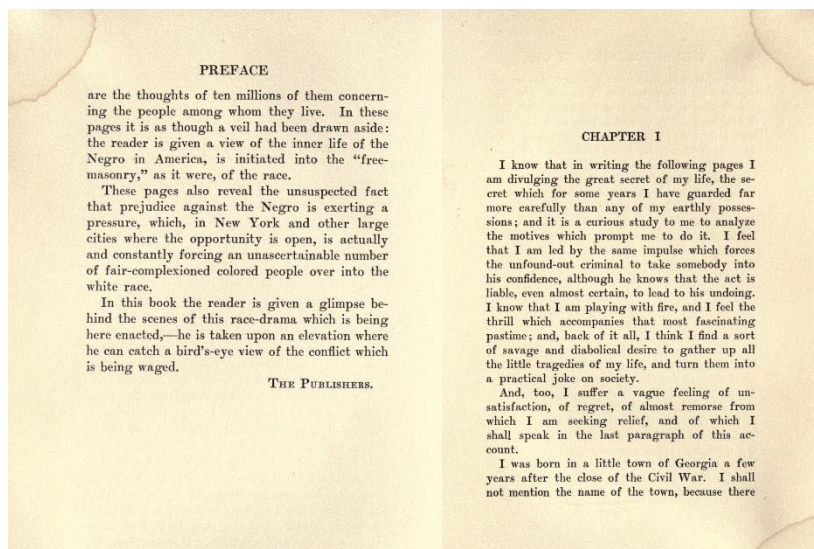 PREFACE
are the thoughts of ten millions of them concern-
ing the people among whom they live. In these
pages it is as though a veil had been drawn aside:
the reader is given a view of the inner life of the
Negro in America, is initiated into the “free-
masonry,” as it were, of the race.
These pages also reveal the unsuspected fact
that prejudice against the Negro is exerting a
pressure, which, in New York and other large
cities where the opportunity is open, is actually
and constantly forcing an unascertainable number
of fair-complexioned colored people over into the
white race.
In this book the reader is given a glimpse be-
hind the scenes of this race-drama which is being
here enacted,—he is taken upon an elevation where
he can catch a bird's-eye view of the conflict which
is being waged.
THE PUBLISHERS.
CHAPTER I
I know that in writing the following pages I
am divulging the great secret of my life, the se-
cret which for some years I have guarded far
more carefully than any of my earthly posses-
sions; and it is a curious study to me to analyze
the motives which prompt me to do it. I feel
that I am led by the same impulse which forces
the unfound-out criminal to take somebody into
his confidence, although he knows that the act is
liable, even almost certain, to lead to his undoing.
I know that I am playing with fire, and I feel the
thrill which accompanies that most fascinating
pastime; and, back of it all, I think I find a sort
of savage and diabolical desire to gather up all
the little tragedies of my life, and turn them into
a practical joke on society.
And, too, I suffer a vague feeling of un-
satisfaction, of regret, of almost remorse from
which I am seeking relief, and of which I
shall speak in the last paragraph of this ac-
count.
I was born in a little town of Georgia a few
years after the close of the Civil War. I shall
not mention the name of the town, because there